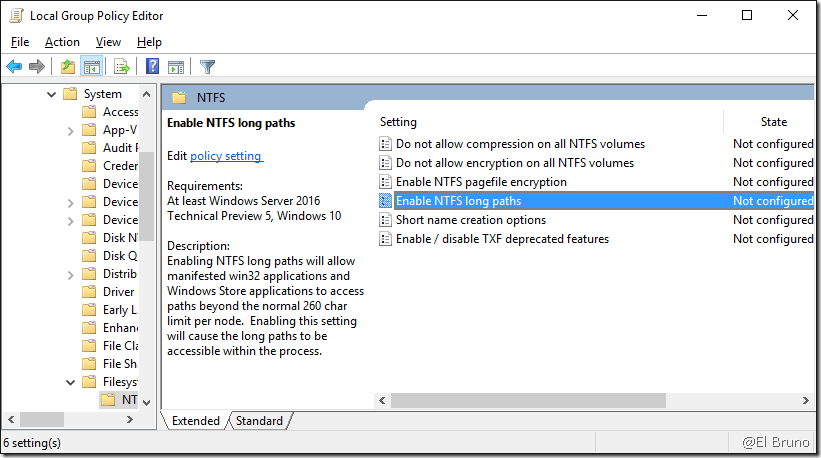 Local Group Policy Editor
File Action View Help
System
Access
App-V
Audit P
Creden
Device
Device
Device
Disk N
Disk Q
Distrib
Driver
Early L
Enhanc
File Cla
File Sha
Filesys
NT
NTFS
Enable NTFS long paths
Edit policy setting
Requirements:
At least Windows Server 2016
Technical Preview 5, Windows 10
Description:
Enabling NTFS long paths will allow
manifested win32 applications and
Windows Store applications to access
paths beyond the normal 260 char
limit per node. Enabling this setting
will cause the long paths to be
accessible within the process.
Setting State
Do not allow compression on all NTFS volumes Not configured
Do not allow encryption on all NTFS volumes Not configured
Enable NTFS pagefile encryption Not configured
Enable NTFS long paths Not configured
Short name creation options Not configured
Enable / disable TXF deprecated features Not configured
Extended Standard
6 setting(s)
@El Bruno